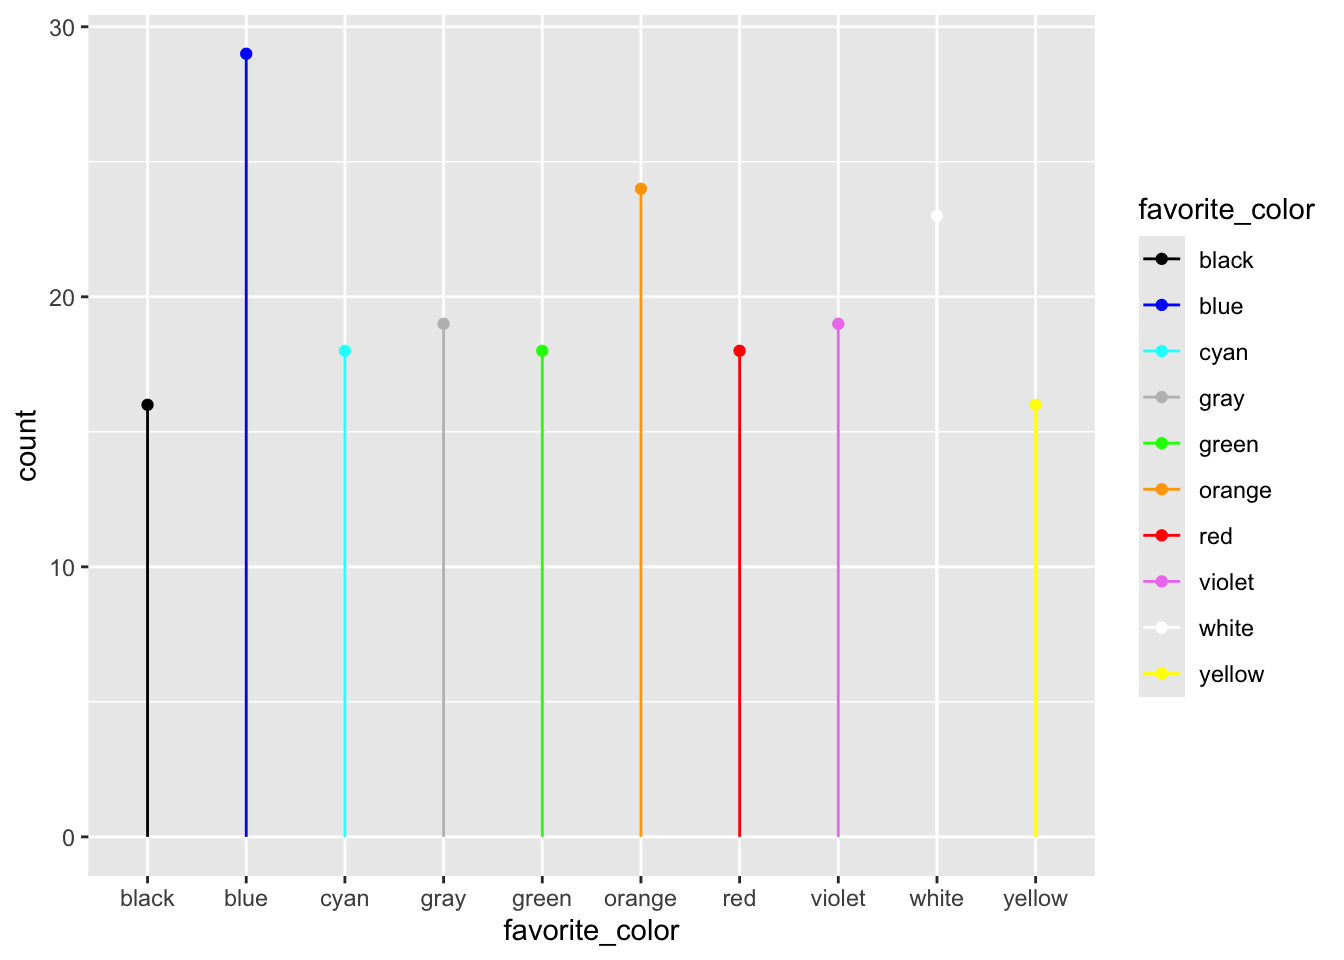 30
20
10
0
count
black blue cyan gray green orange red violet white yellow
favorite_color
favorite_color
black
blue
cyan
gray
green
orange
red
violet
white
yellow